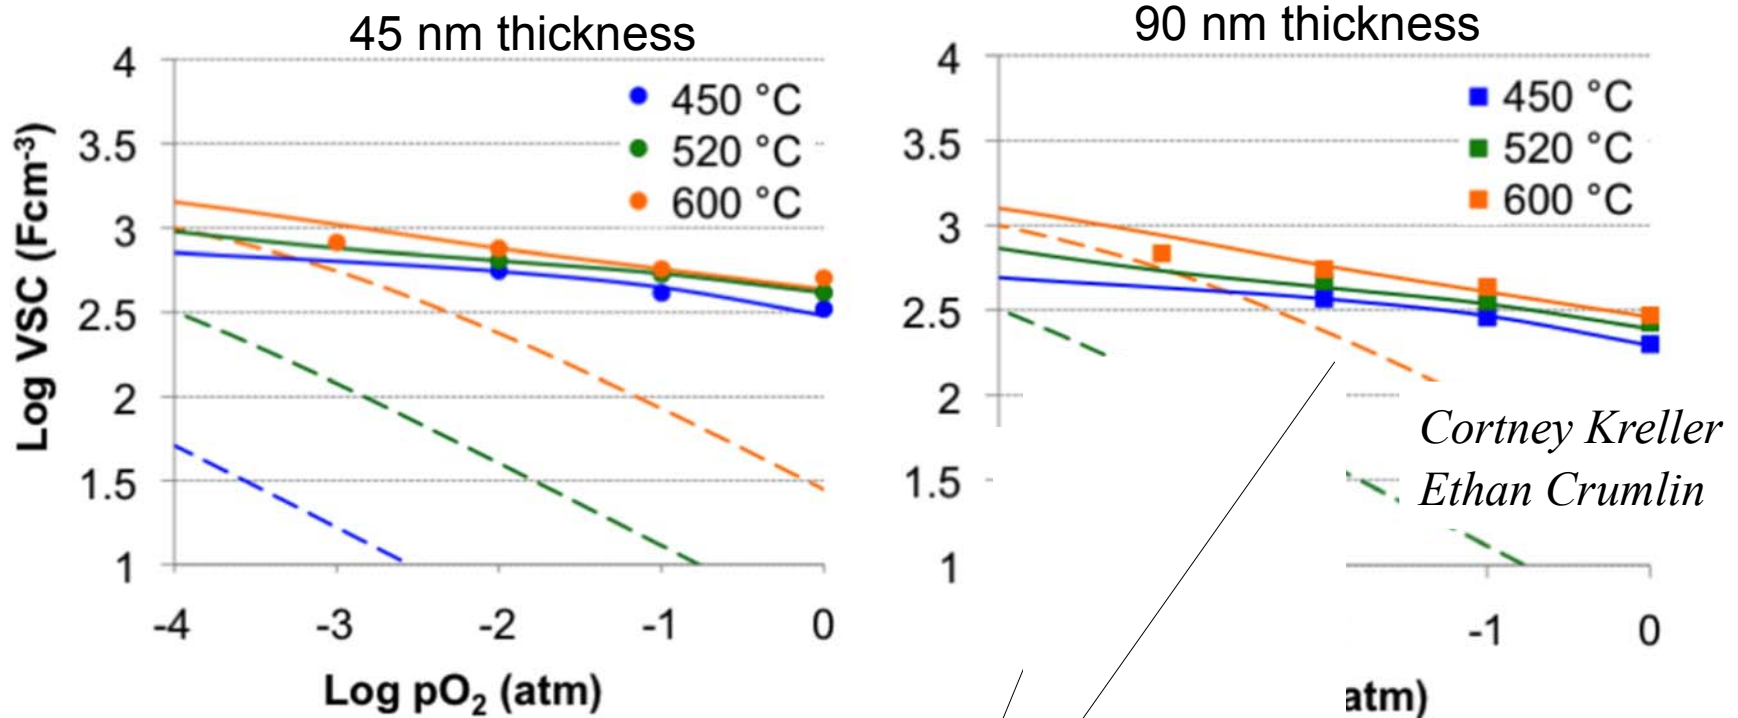 45 nm thickness
4
3.5
3
2.5
2
1.5
1
-4 -3 -2 -1 0
Log VSC (Fcm-3)
Log pO2 (atm)
450 °C
520 °C
600 °C
90 nm thickness
4
3.5
3
2.5
2
1.5
1
-1 0
atm)
450 °C
520 °C
600 °C
Cortney Kreller
Ethan Crumlin